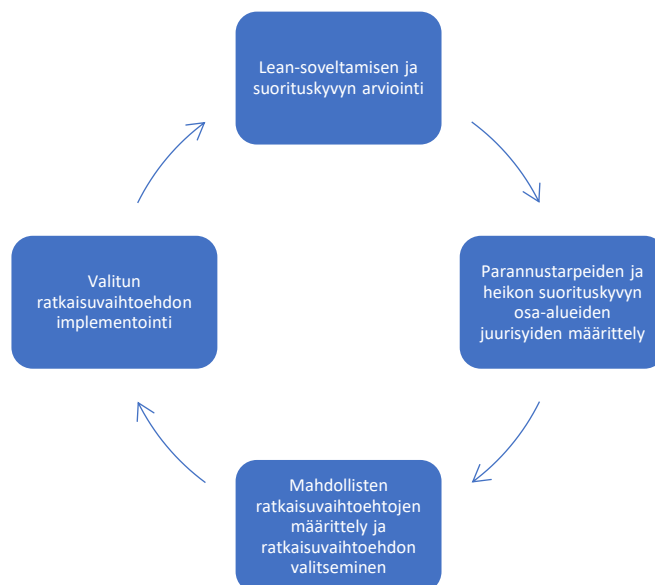 Lean-soveltamisen ja
suorituskyvyn arviointi
Parannustarpeiden ja
heikon suorituskyvyn
osa-alueiden
juurisyiden määrittely
Mahdollisten
ratkaisuvaihtoehtojen
määrittely ja
ratkaisuvaihtoehdon
valitseminen
Valitun
ratkaisuvaihtoehdon
implementointi